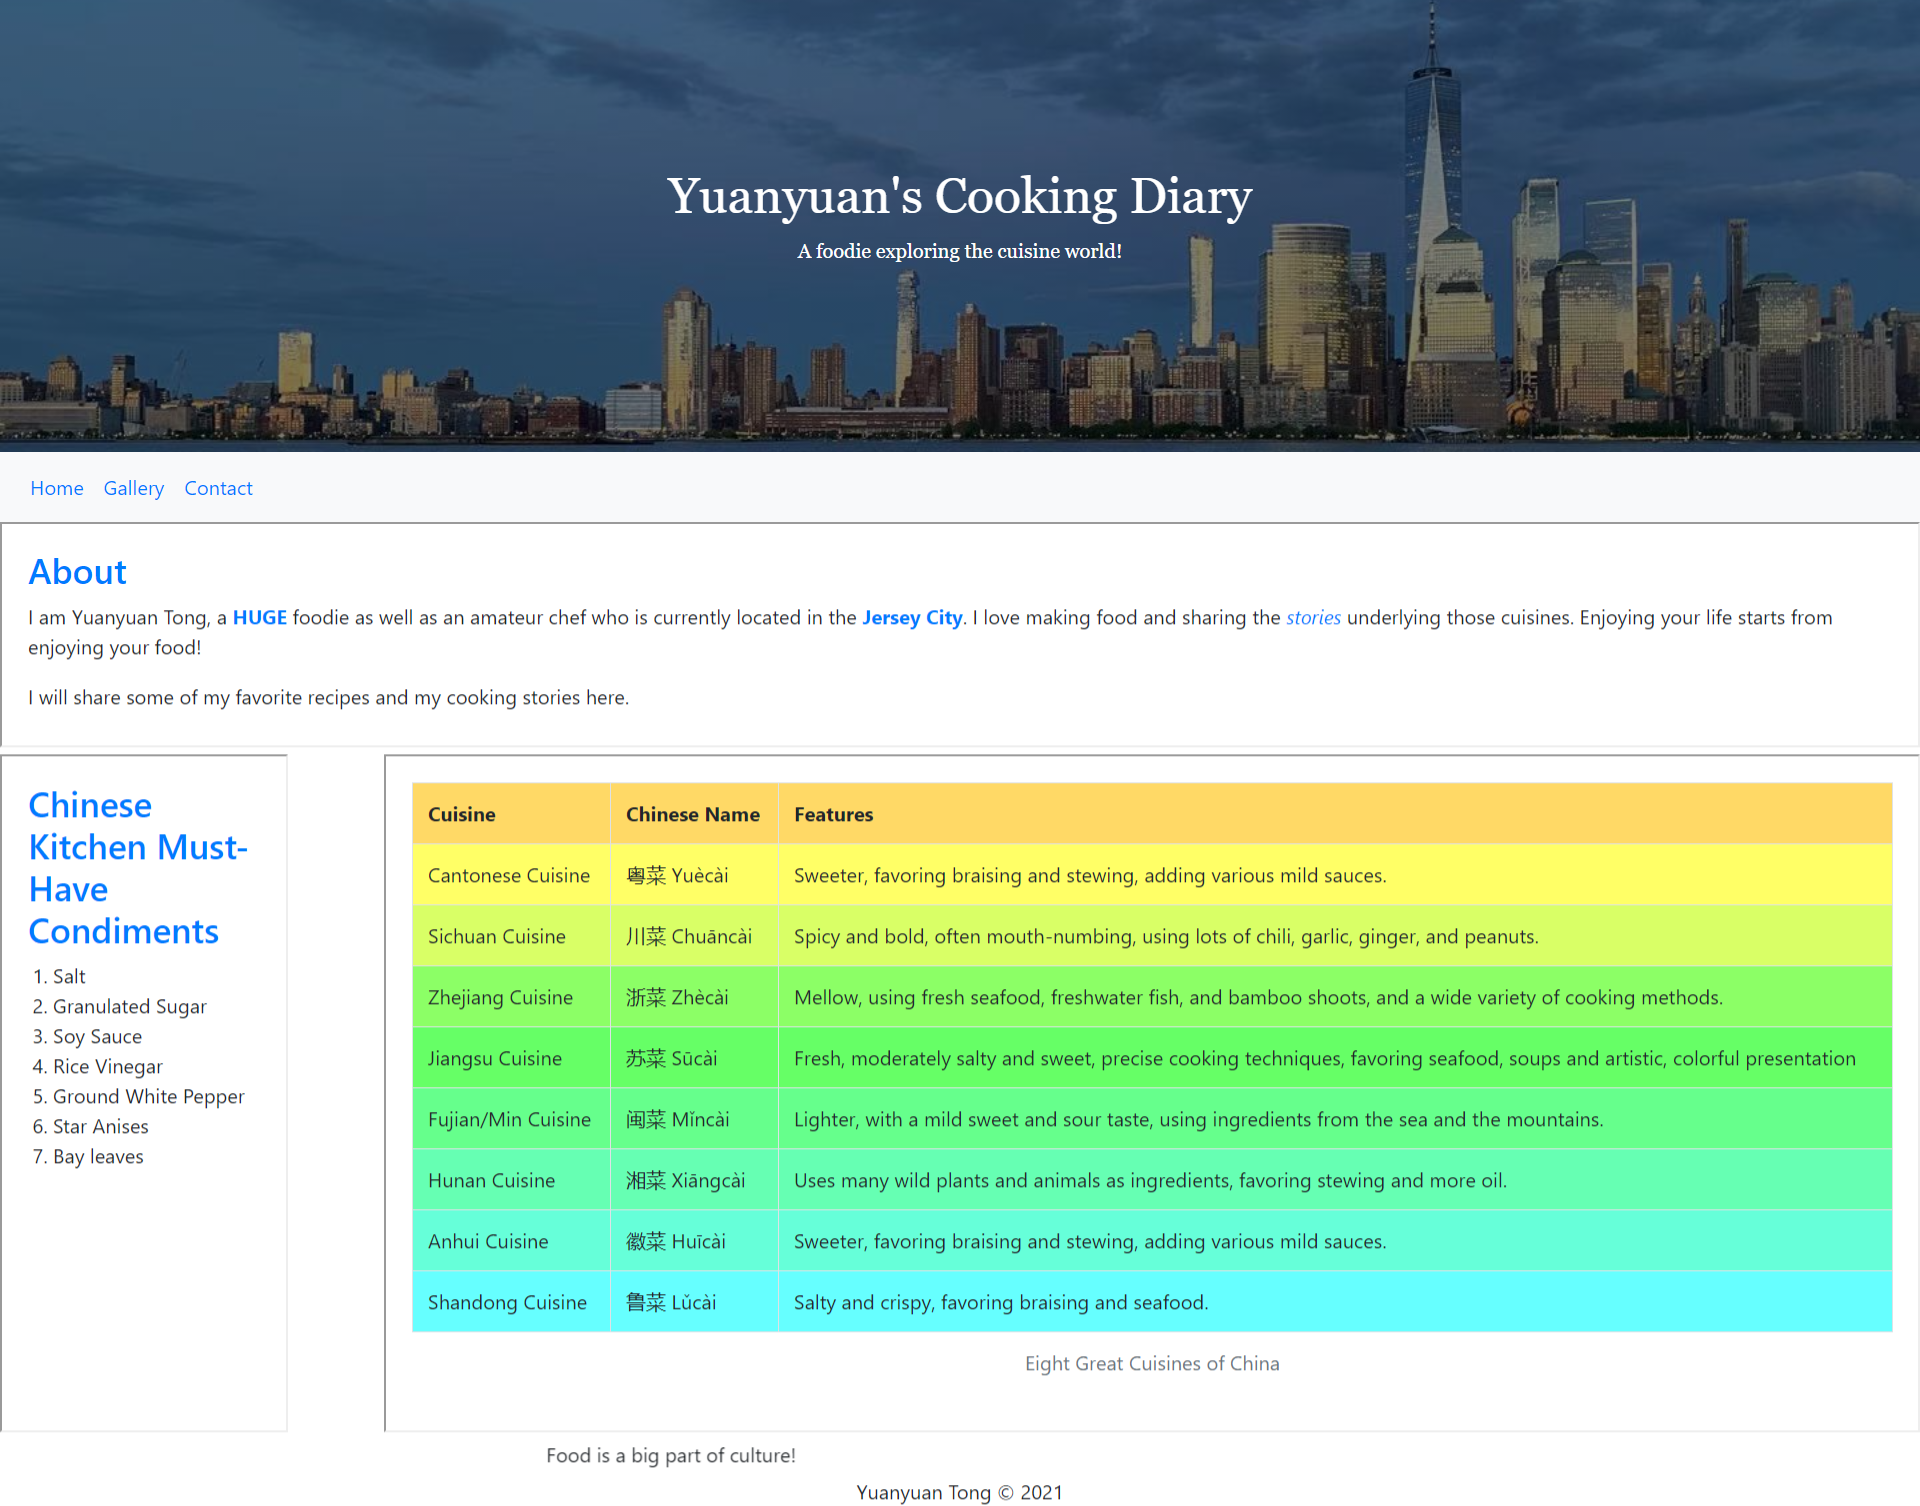 Yuanyuan's Cooking Diary
A foodie exploring the cuisine world!
Home Gallery Contact
About
I am Yuanyuan Tong, a HUGE foodie as well as an amateur chef who is currently located in the Jersey City. I love making food and sharing the stories underlying those cuisines. Enjoying your life starts from
enjoying your food!
I will share some of my favorite recipes and my cooking stories here.
Chinese
Kitchen Must-
Have
Condiments
1. Salt
2. Granulated Sugar
3. Soy Sauce
4. Rice Vinegar
5. Ground White Pepper
6. Star Anises
7. Bay leaves
Cuisine Chinese Name Features
Cantonese Cuisine 粵菜 Yuècài Sweeter, favoring braising and stewing, adding various mild sauces.
Sichuan Cuisine 川菜 Chuāncài Spicy and bold, often mouth-numbing, using lots of chili, garlic, ginger, and peanuts.
Zhejiang Cuisine 浙菜 Zhècài Mellow, using fresh seafood, freshwater fish, and bamboo shoots, and a wide variety of cooking methods.
Jiangsu Cuisine 苏菜 Sūcài Fresh, moderately salty and sweet, precise cooking techniques, favoring seafood, soups and artistic, colorful presentation
Fujian/Min Cuisine 闽菜 Mǐncài Lighter, with a mild sweet and sour taste, using ingredients from the sea and the mountains.
Hunan Cuisine 湘菜 Xiāngcài Uses many wild plants and animals as ingredients, favoring stewing and more oil.
Anhui Cuisine 徽菜 Huīcài Sweeter, favoring braising and stewing, adding various mild sauces.
Shandong Cuisine 鲁菜 Lǔcài Salty and crispy, favoring braising and seafood.
Eight Great Cuisines of China
Food is a big part of culture!
Yuanyuan Tong © 2021